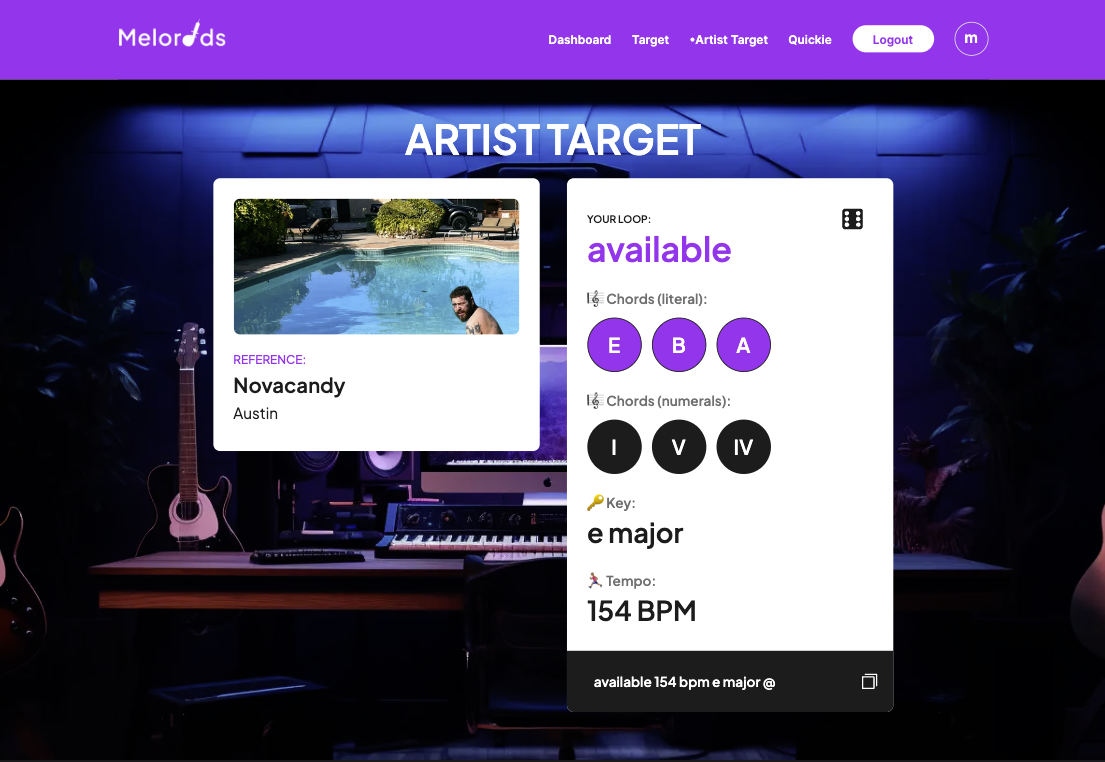 Melorods
Dashboard
Target
•Artist Target
Quickie
Logout
m
ARTIST TARGET
REFERENCE:
Novacandy
Austin
YOUR LOOP:
available
Chords (literal):
E B A
Chords (numerals):
I V IV
Key:
e major
Tempo:
154 BPM
available 154 bpm e major @